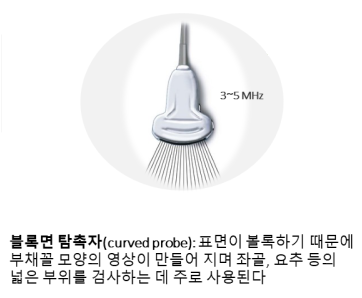 3~5 MHz
블록면 탐촉자(curved probe): 표면이 볼록하기 때문에
부채꼴 모양의 영상이 만들어 지며 좌골, 요추 등의
넓은 부위를 검사하는 데 주로 사용된다